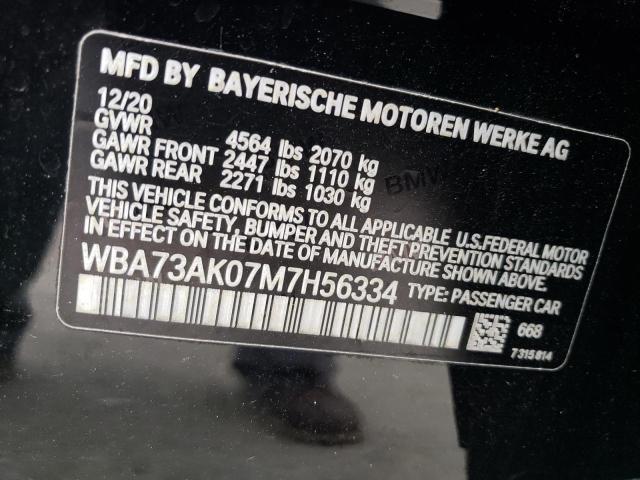 MFD BY BAYERISCHE MOTOREN WERKE AG
12/20
GVWR 4564 lbs 2070 kg
GAWR FRONT 2447 lbs 1110 kg
GAWR REAR 2271 lbs 1030 kg
BMW
THIS VEHICLE CONFORMS TO ALL APPLICABLE U.S.FEDERAL MOTOR
VEHICLE SAFETY, BUMPER AND THEFT PREVENTION STANDARDS
IN EFFECT ON THE DATE OF MANUFACTURE SHOWN ABOVE.
WBA73AK07M7H56334 TYPE: PASSENGER CAR
668
7315814